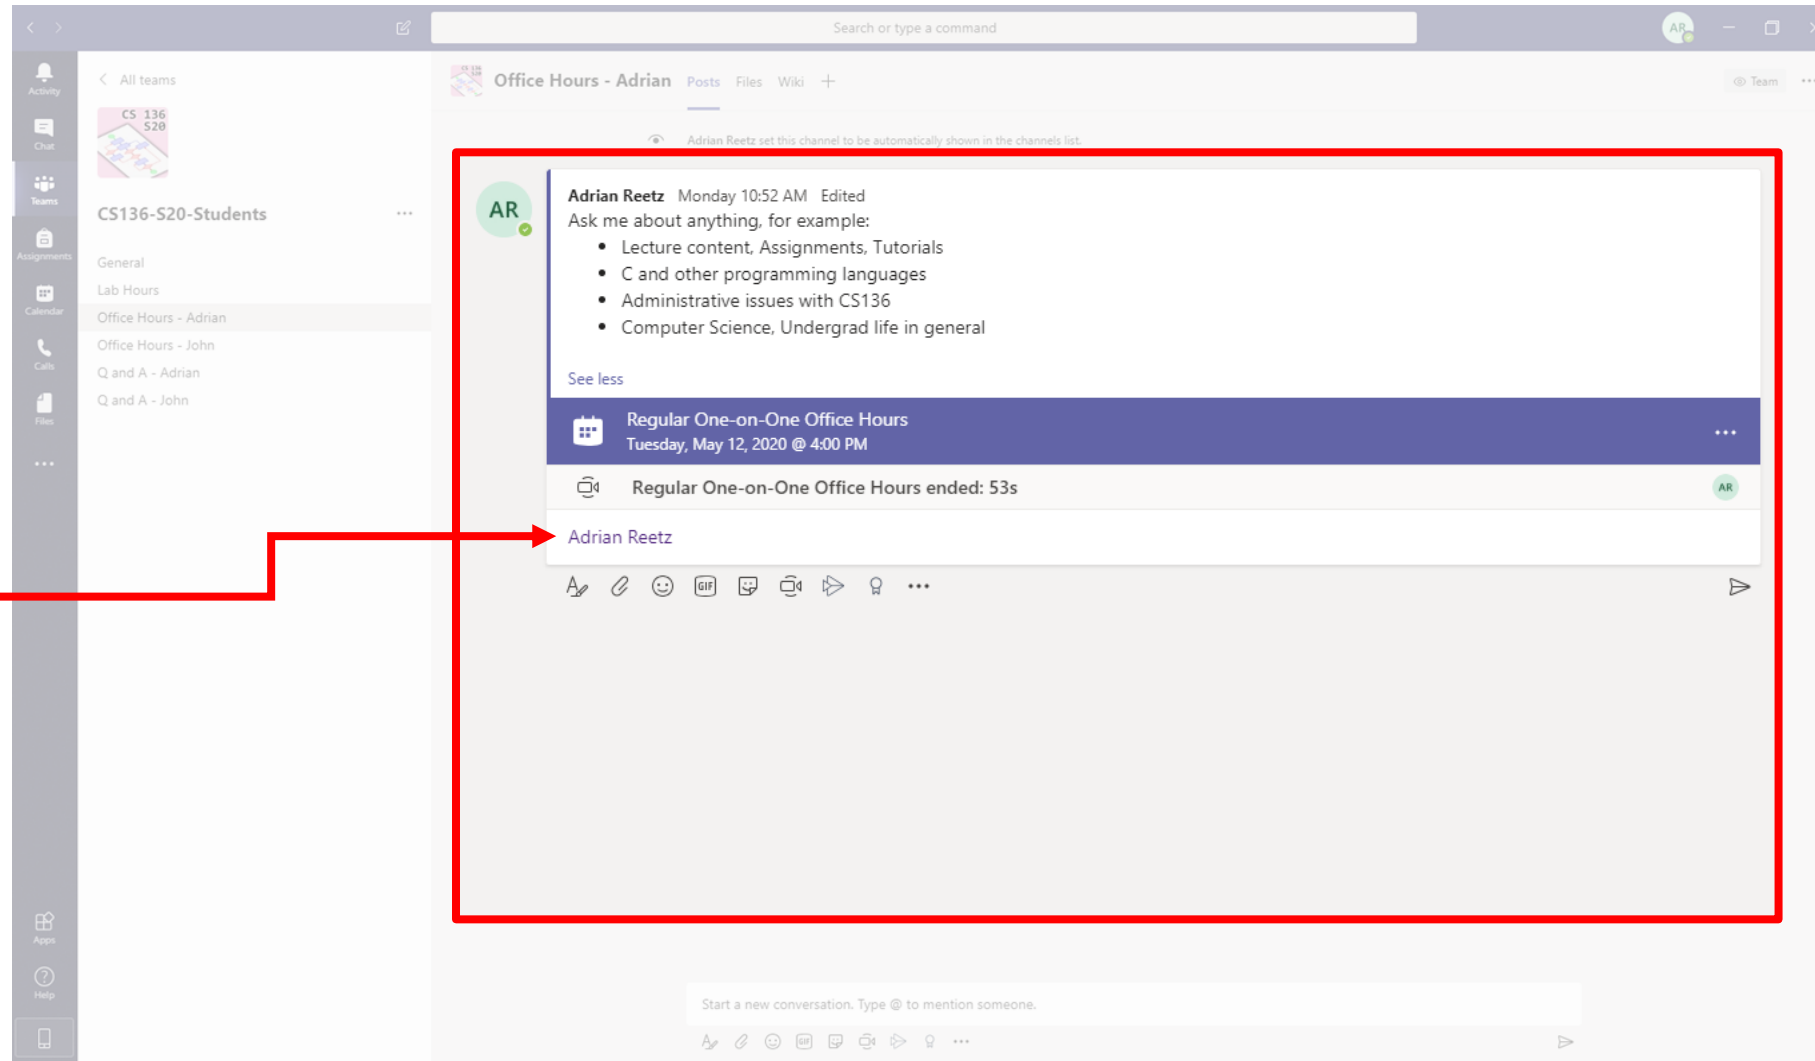 Search or type a command
AR
Activity
Chat
Teams
Assignments
Calendar
Calls
Files
Apps
Help
All teams
CS 136
S20
CS136-S20-Students
General
Lab Hours
Office Hours - Adrian
Office Hours - John
Q and A - Adrian
Q and A - John
Office Hours - Adrian Posts Files Wiki
Team
Adrian Reetz set this channel to be automatically shown in the channels list.
AR
Adrian Reetz Monday 10:52 AM Edited
Ask me about anything, for example:
• Lecture content, Assignments, Tutorials
• C and other programming languages
• Administrative issues with CS136
• Computer Science, Undergrad life in general
See less
Regular One-on-One Office Hours
Tuesday, May 12, 2020 @ 4:00 PM
Regular One-on-One Office Hours ended: 53s
AR
Adrian Reetz
GIF
Start a new conversation. Type @ to mention someone.
GIF